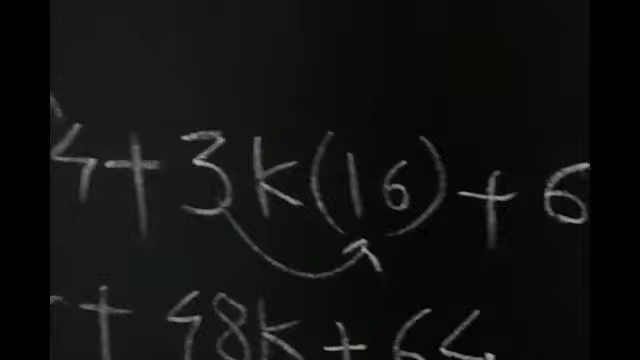 4 + 3k(16) + 6
+ 48k + 64